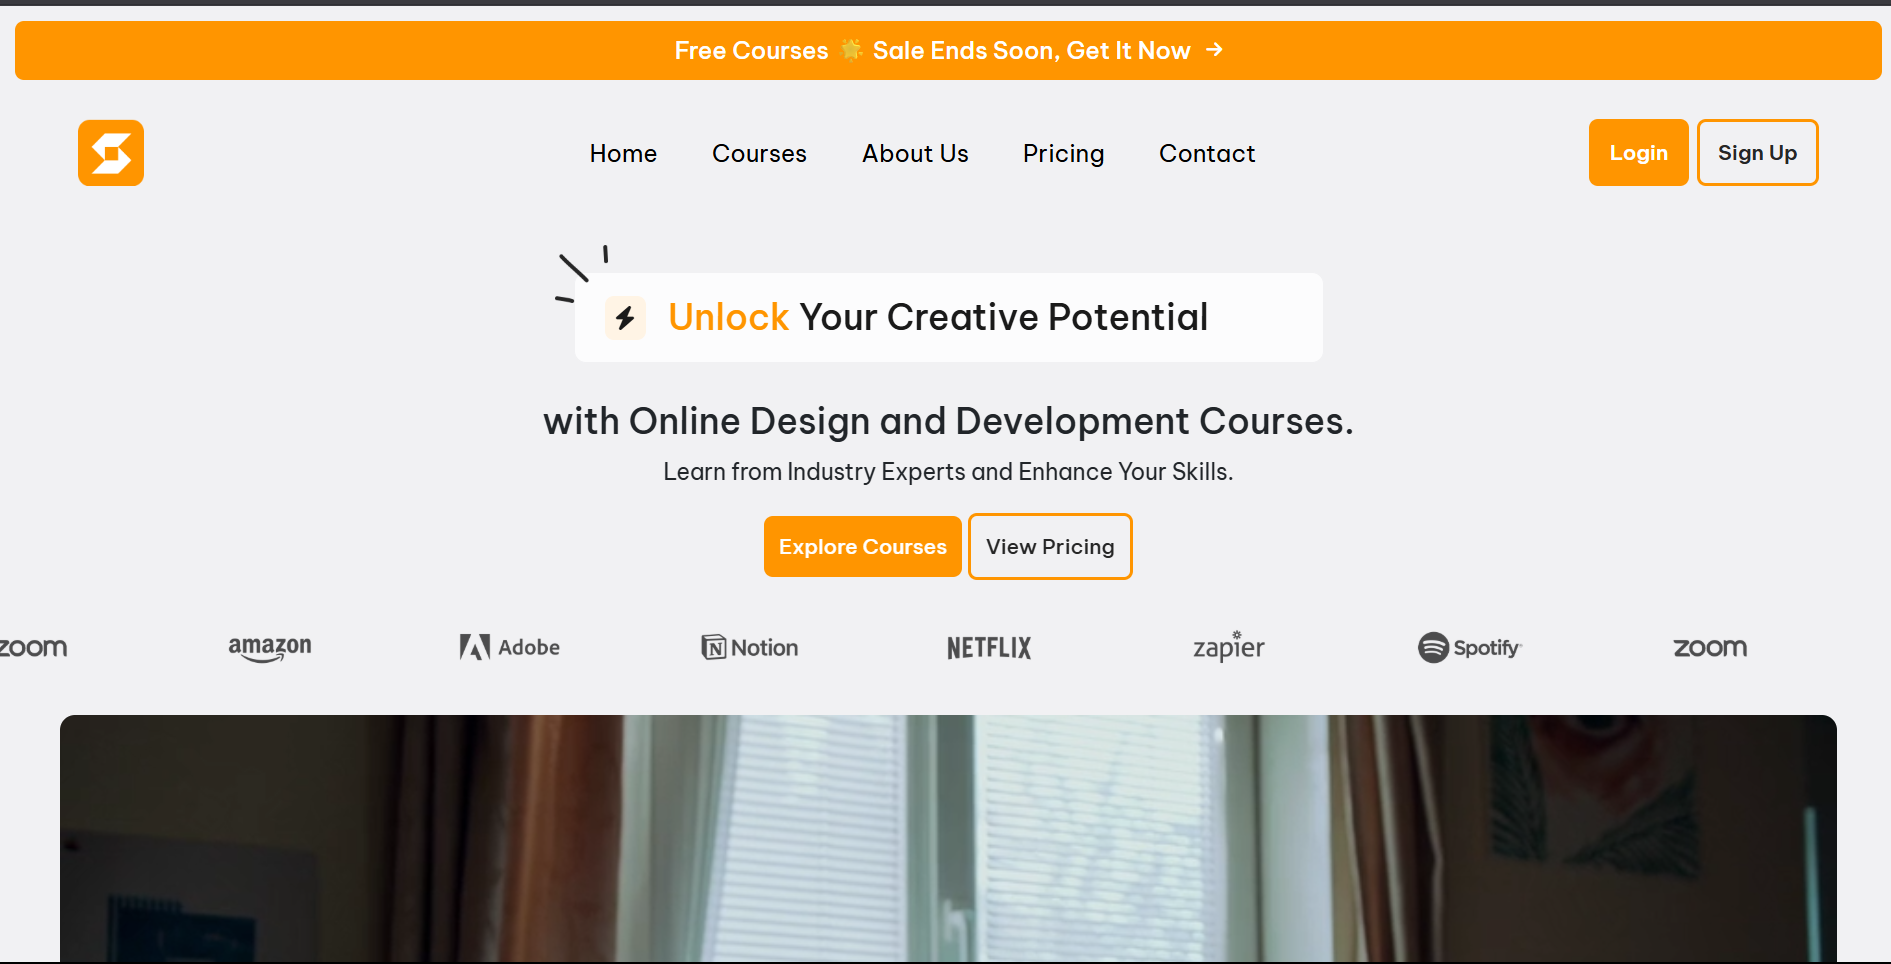 Free Courses 🌟 Sale Ends Soon, Get It Now →
Home Courses About Us Pricing Contact
Login Sign Up
Unlock Your Creative Potential
with Online Design and Development Courses.
Learn from Industry Experts and Enhance Your Skills.
Explore Courses View Pricing
zoom amazon Adobe Notion NETFLIX zapier Spotify zoom